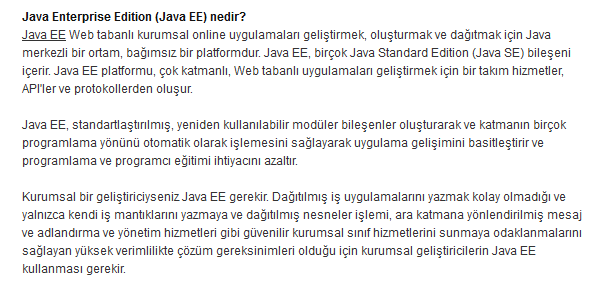 Java Enterprise Edition (Java EE) nedir?
Java EE Web tabanlı kurumsal online uygulamaları geliştirmek, oluşturmak ve dağıtmak için Java
merkezli bir ortam, bağımsız bir platformdur. Java EE, birçok Java Standard Edition (Java SE) bileşeni
içerir. Java EE platformu, çok katmanlı, Web tabanlı uygulamaları geliştirmek için bir takım hizmetler,
API'ler ve protokollerden oluşur.
Java EE, standartlaştırılmış, yeniden kullanılabilir modüler bileşenler oluşturarak ve katmanın birçok
programlama yönünü otomatik olarak işlemesini sağlayarak uygulama gelişimini basitleştirir ve
programlama ve programcı eğitimi ihtiyacını azaltır.
Kurumsal bir geliştiriciyseniz Java EE gerekir. Dağıtılmış iş uygulamalarını yazmak kolay olmadığı ve
yalnızca kendi iş mantıklarını yazmaya ve dağıtılmış nesneler işlemi, ara katmana yönlendirilmiş mesaj
ve adlandırma ve yönetim hizmetleri gibi güvenilir kurumsal sınıf hizmetlerini sunmaya odaklanmalarını
sağlayan yüksek verimlilikte çözüm gereksinimleri olduğu için kurumsal geliştiricilerin Java EE
kullanması gerekir.